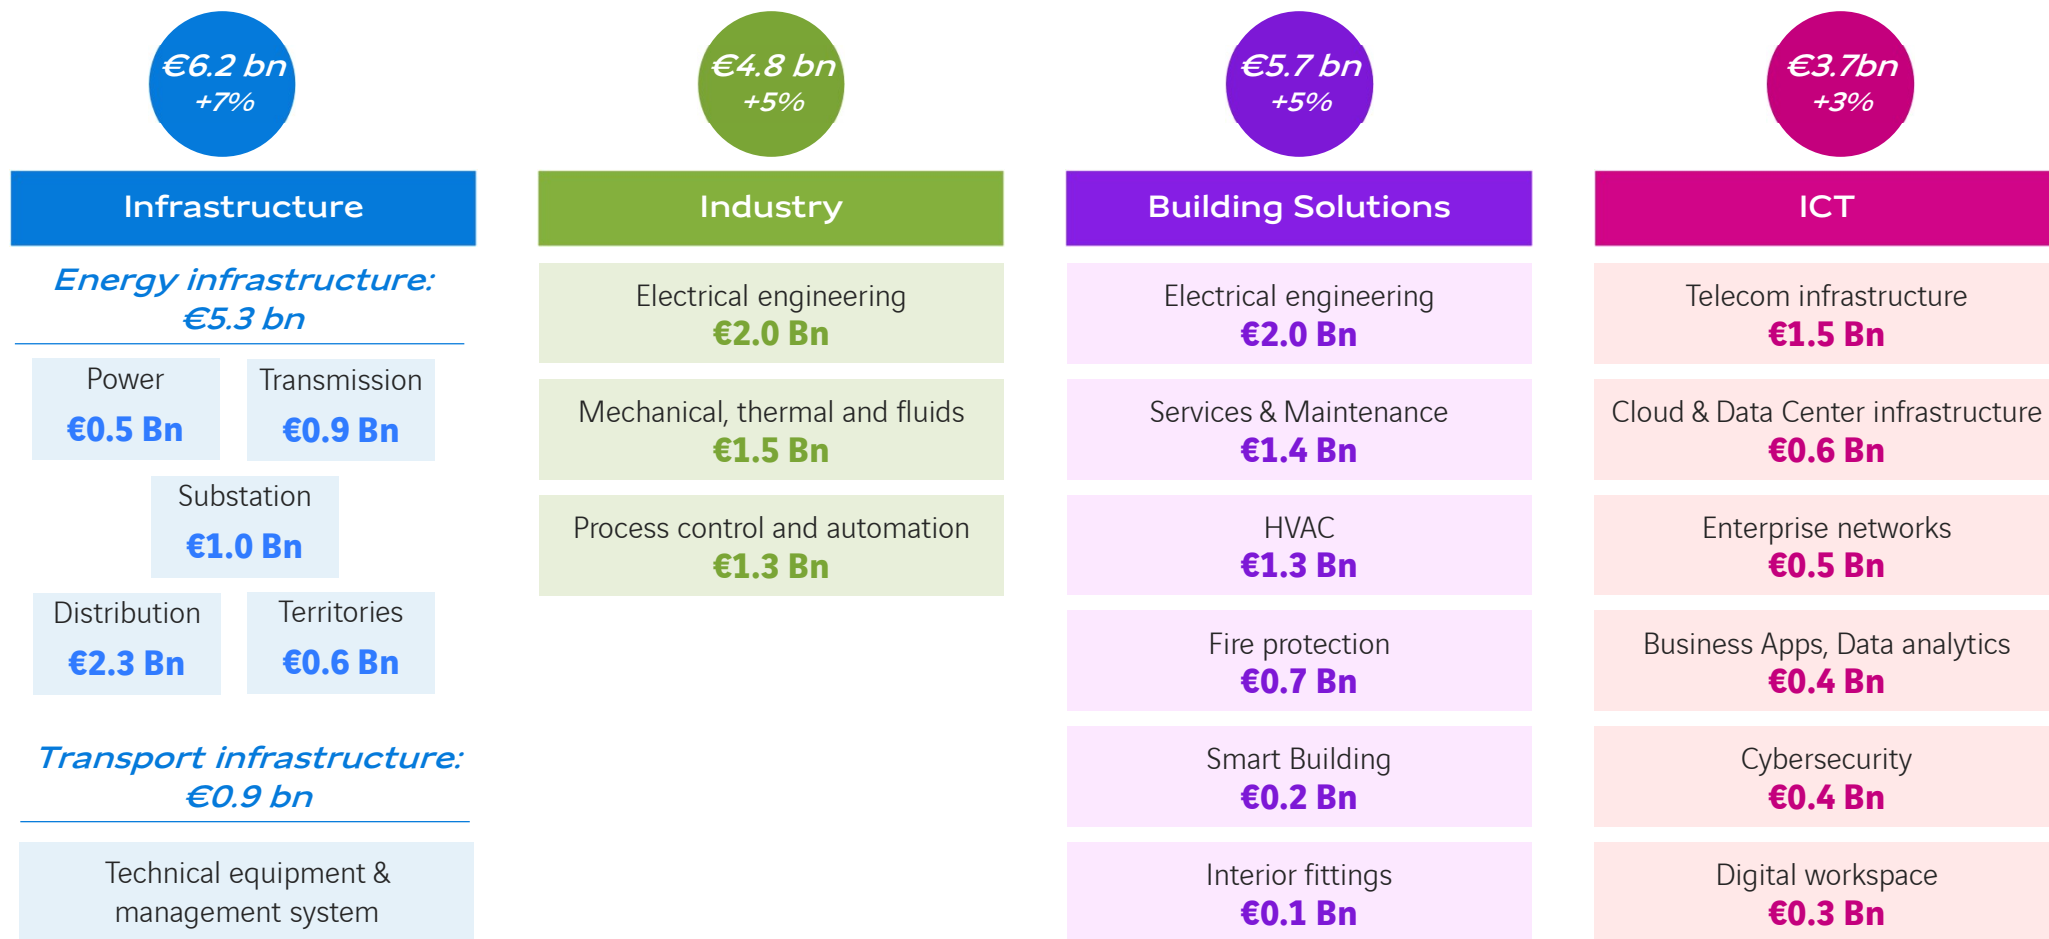 €6.2 bn
+7%
Infrastructure
Energy infrastructure:
€5.3 bn
Power
€0.5 Bn
Transmission
€0.9 Bn
Substation
€1.0 Bn
Distribution
€2.3 Bn
Territories
€0.6 Bn
Transport infrastructure:
€0.9 bn
Technical equipment &
management system
€4.8 bn
+5%
Industry
Electrical engineering
€2.0 Bn
Mechanical, thermal and fluids
€1.5 Bn
Process control and automation
€1.3 Bn
€5.7 bn
+5%
Building Solutions
Electrical engineering
€2.0 Bn
Services & Maintenance
€1.4 Bn
HVAC
€1.3 Bn
Fire protection
€0.7 Bn
Smart Building
€0.2 Bn
Interior fittings
€0.1 Bn
€3.7bn
+3%
ICT
Telecom infrastructure
€1.5 Bn
Cloud & Data Center infrastructure
€0.6 Bn
Enterprise networks
€0.5 Bn
Business Apps, Data analytics
€0.4 Bn
Cybersecurity
€0.4 Bn
Digital workspace
€0.3 Bn